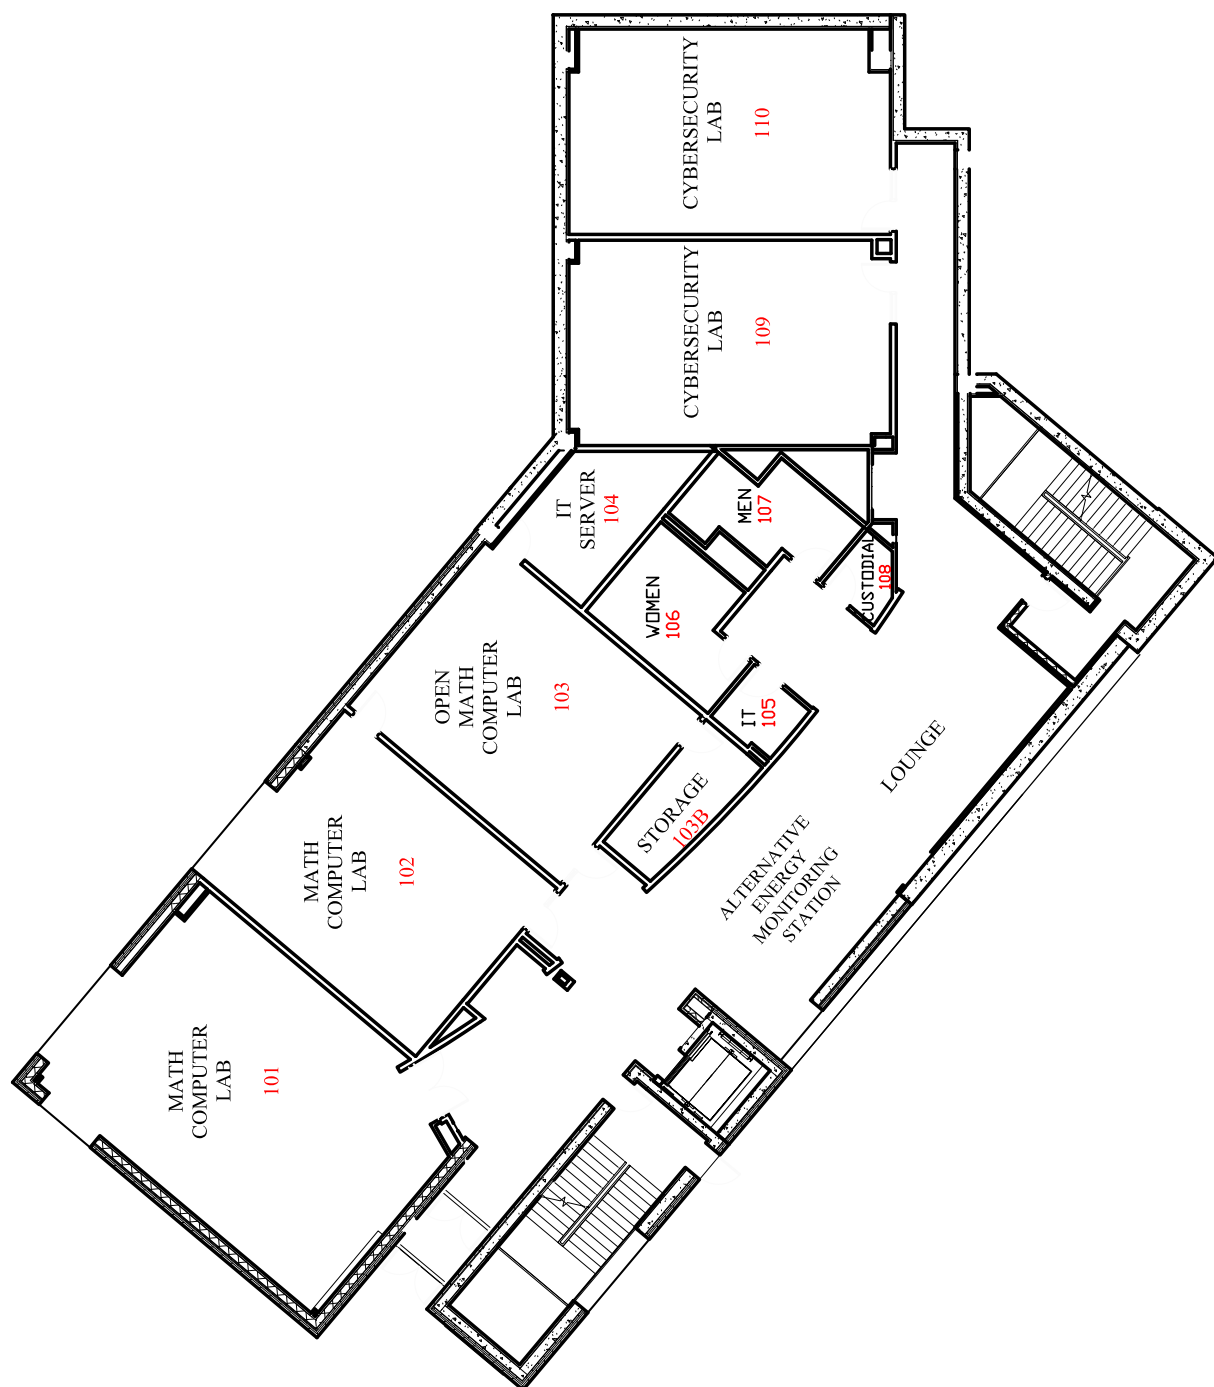 CYBERSECURITY
LAB
110
CYBERSECURITY
LAB
109
IT
SERVER
104
MEN
107
CUSTODIAL
108
WOMEN
106
OPEN
MATH
COMPUTER
LAB
103
IT
105
STORAGE
103B
LOUNGE
ALTERNATIVE
ENERGY
MONITORING
STATION
MATH
COMPUTER
LAB
102
MATH
COMPUTER
LAB
101